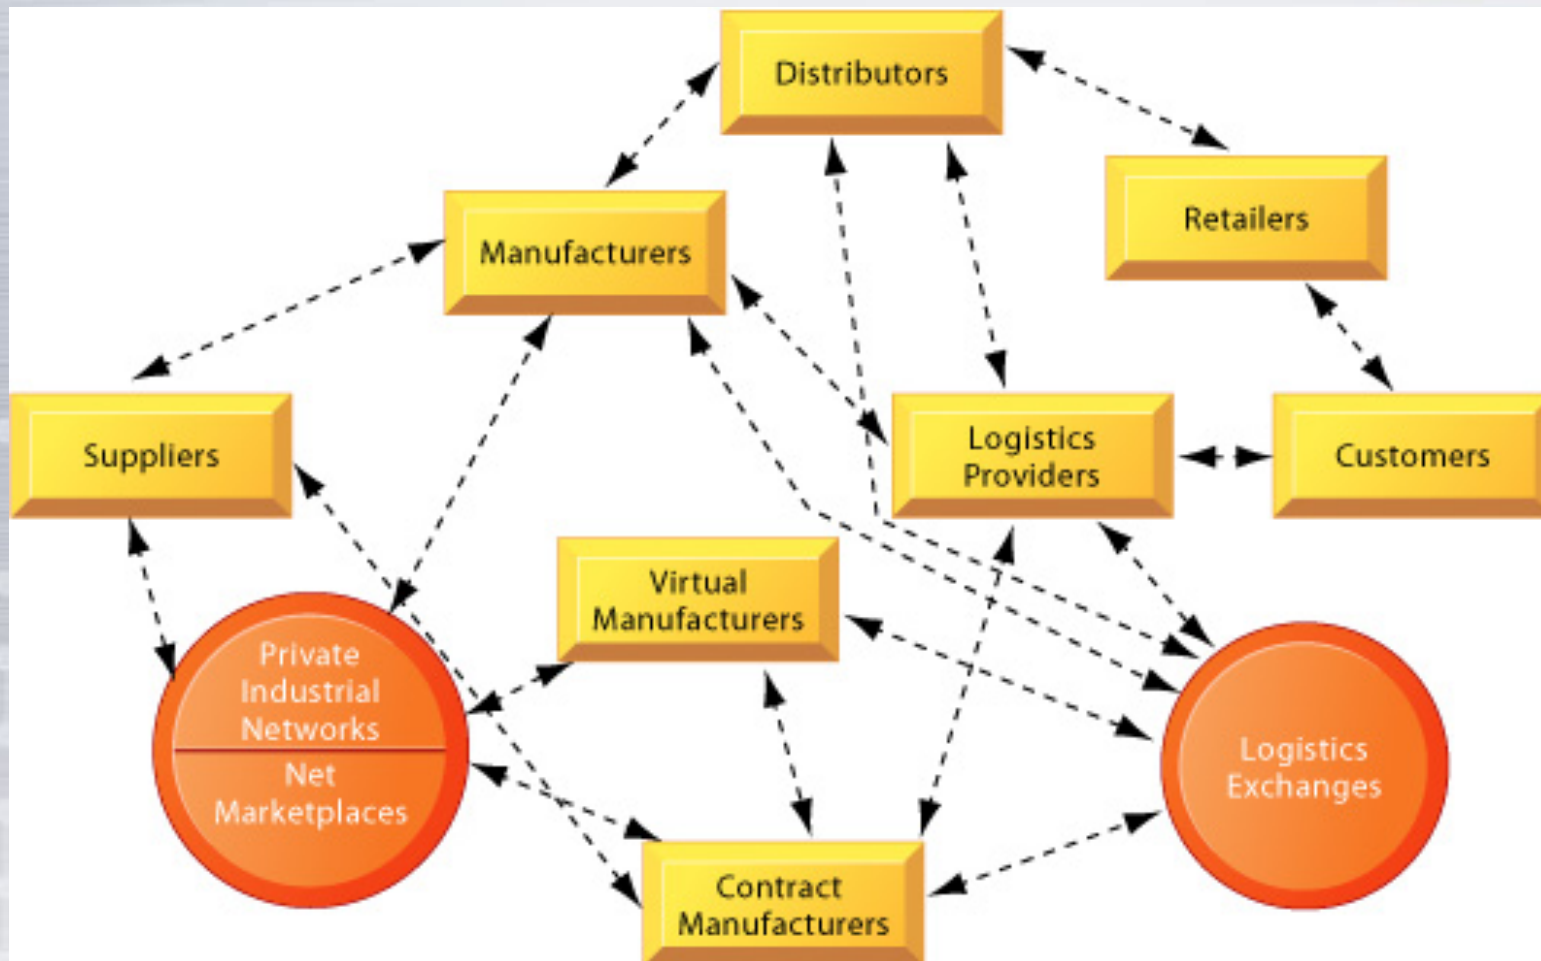 Distributors
Retailers
Manufacturers
Suppliers
Logistics
Providers
Customers
Virtual
Manufacturers
Private
Industrial
Networks
Net
Marketplaces
Logistics
Exchanges
Contract
Manufacturers